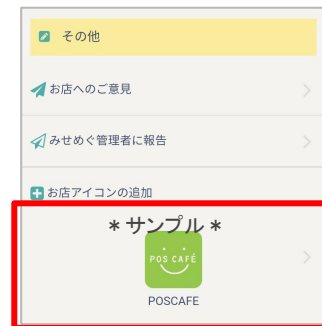 その他
お店へのご意見
みせめぐ管理者に報告
お店アイコンの追加
＊サンプル＊
POS CAFÉ
POSCAFE